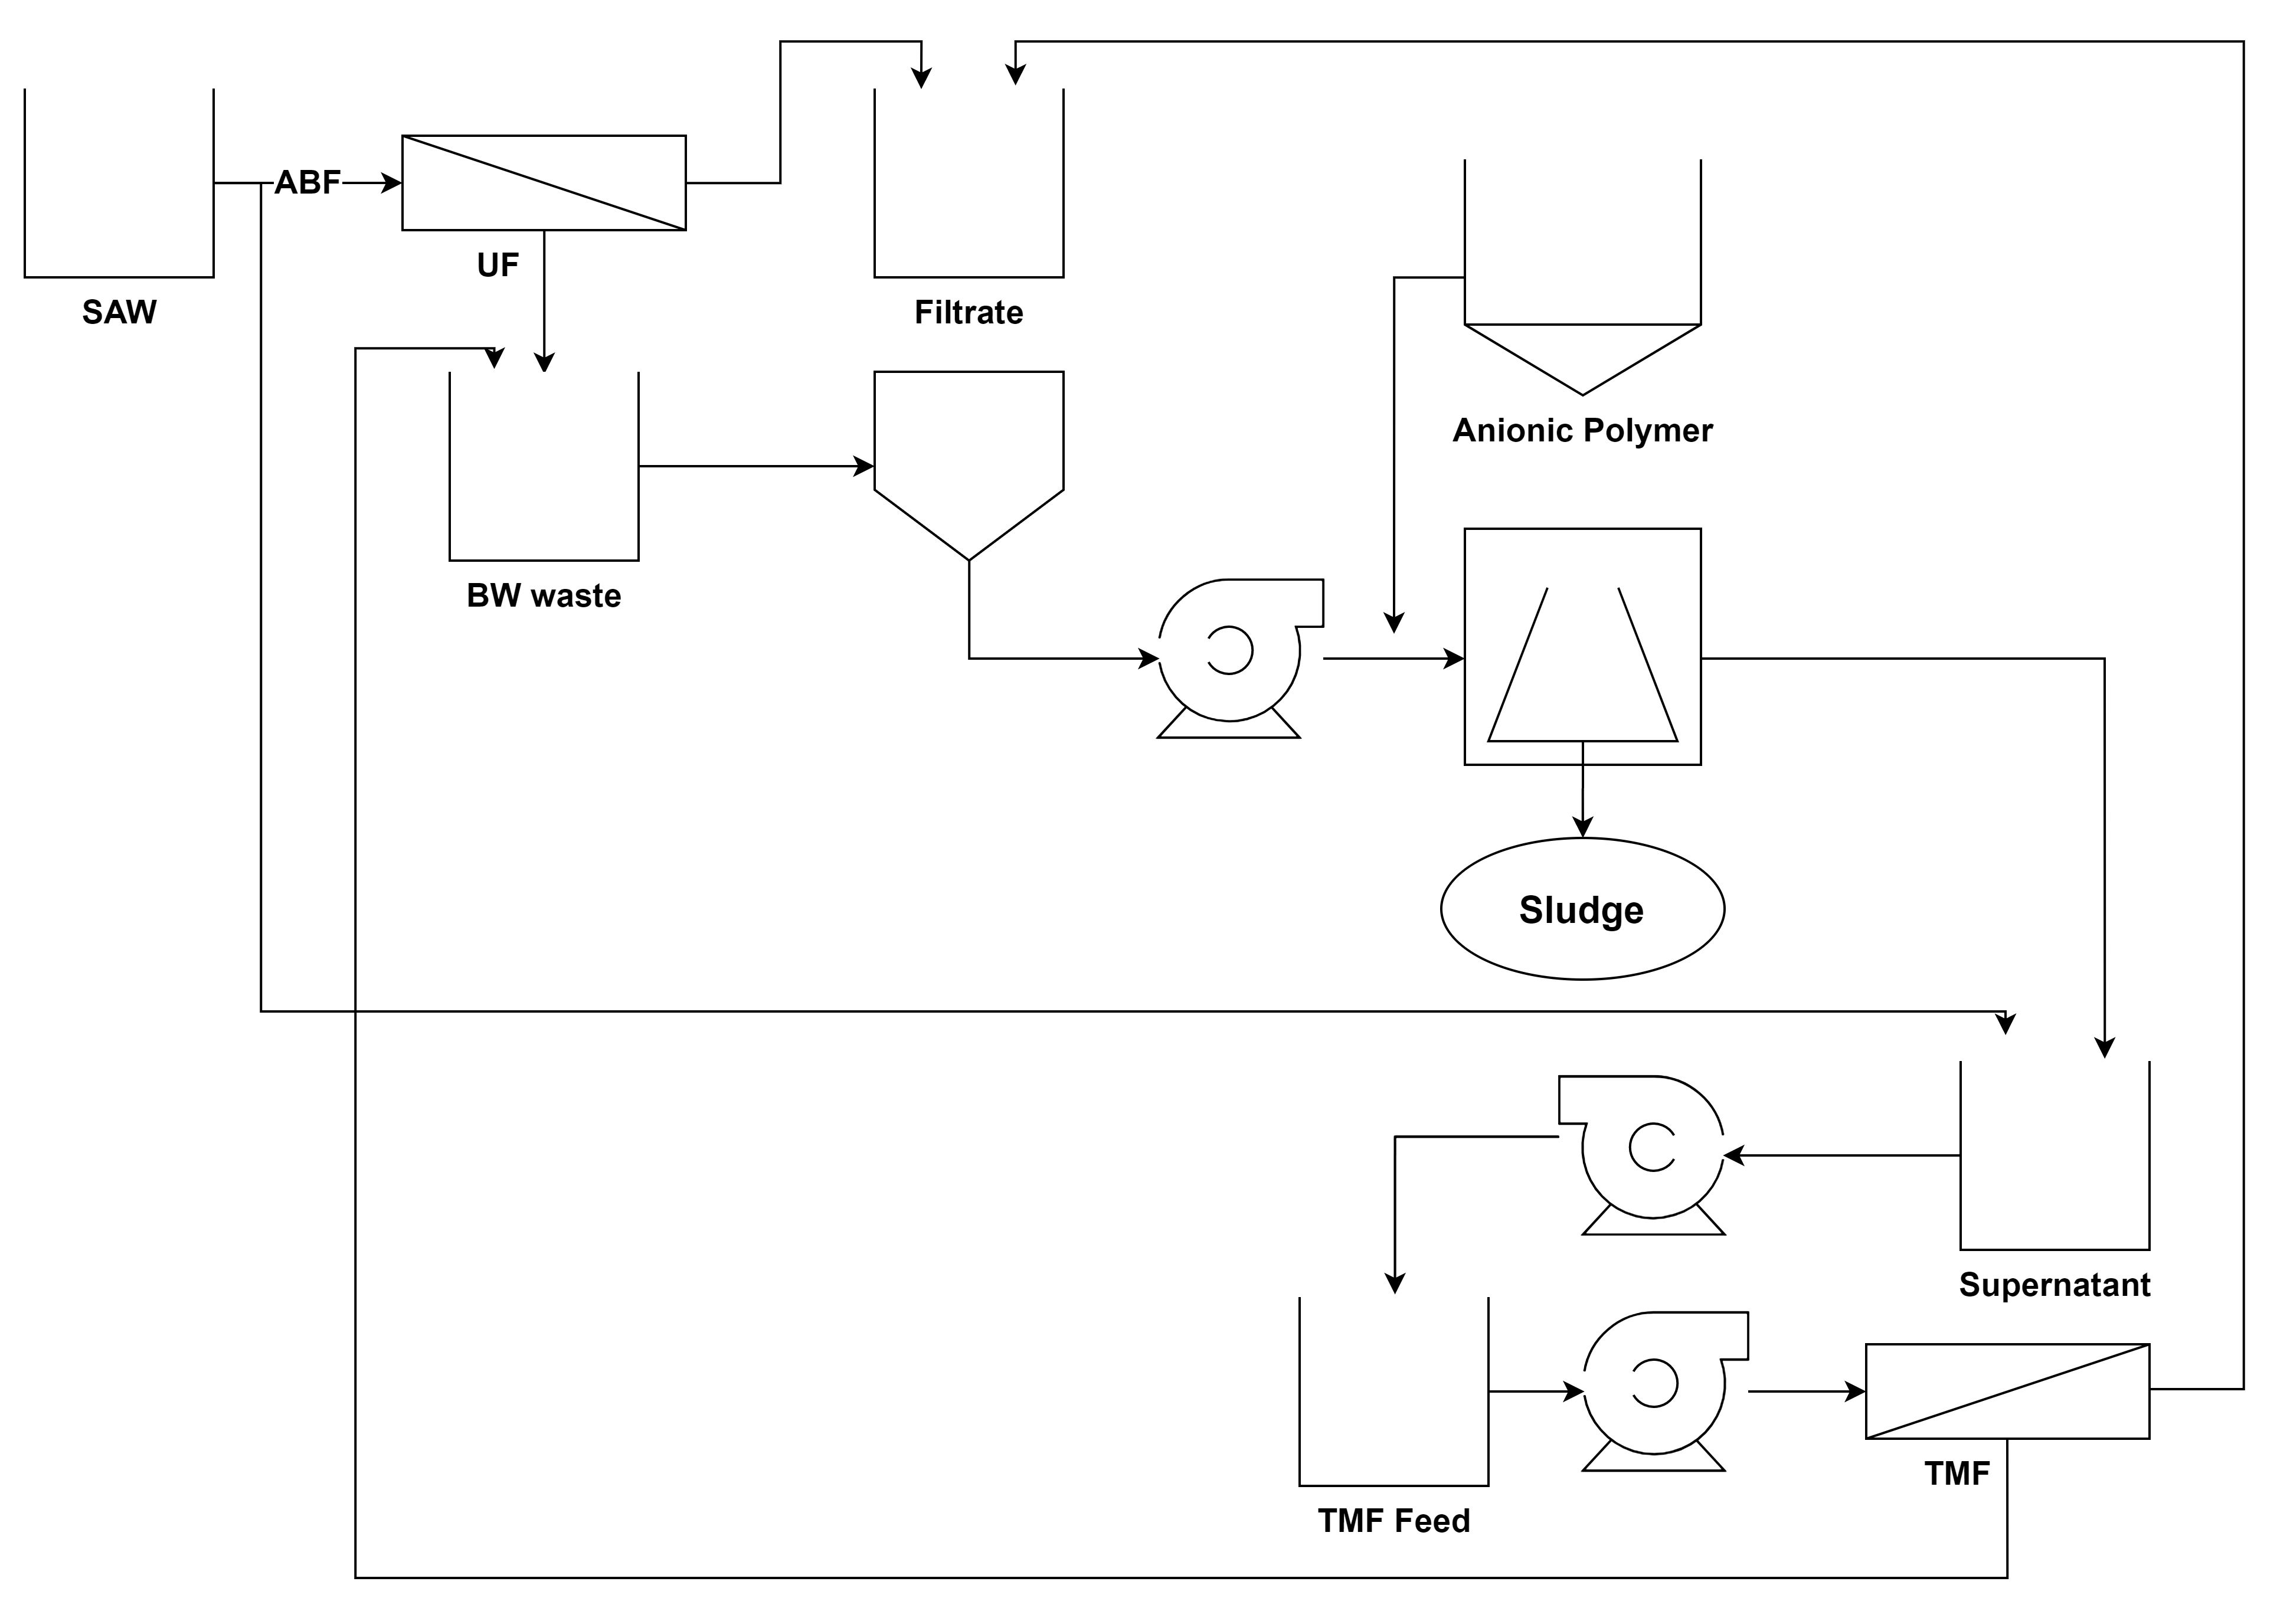 ABF
UF
SAW
Filtrate
Anionic Polymer
BW waste
Sludge
Supernatant
TMF
TMF Feed